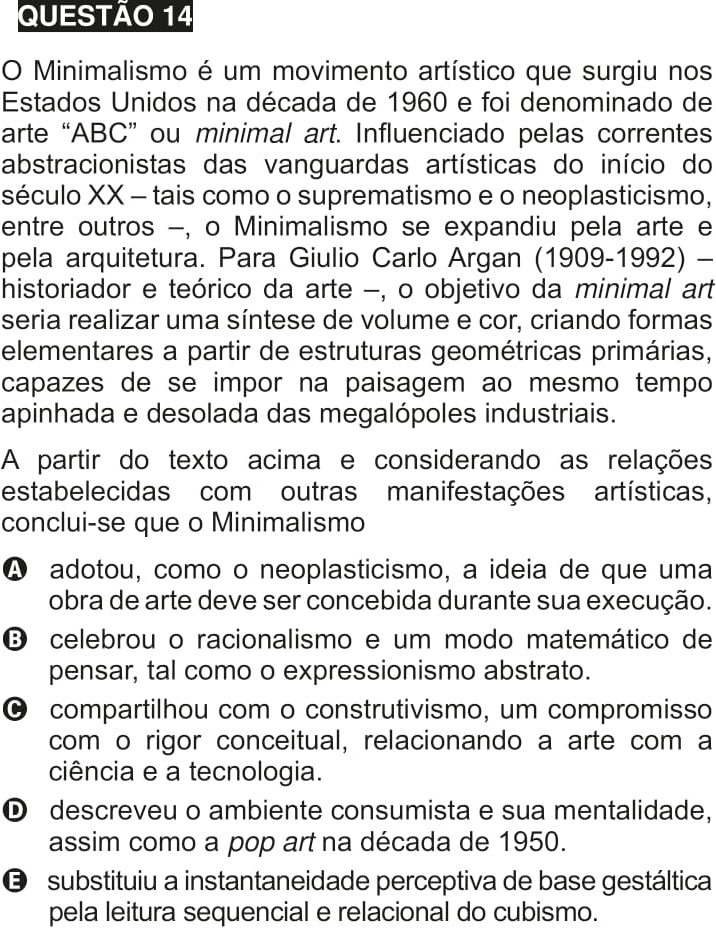 QUESTÃO 14
O Minimalismo é um movimento artístico que surgiu nos
Estados Unidos na década de 1960 e foi denominado de
arte “ABC” ou minimal art. Influenciado pelas correntes
abstracionistas das vanguardas artísticas do início do
século XX – tais como o suprematismo e o neoplasticismo,
entre outros –, o Minimalismo se expandiu pela arte e
pela arquitetura. Para Giulio Carlo Argan (1909-1992) –
historiador e teórico da arte –, o objetivo da minimal art
seria realizar uma síntese de volume e cor, criando formas
elementares a partir de estruturas geométricas primárias,
capazes de se impor na paisagem ao mesmo tempo
apinhada e desolada das megalópoles industriais.
A partir do texto acima e considerando as relações
estabelecidas com outras manifestações artísticas,
conclui-se que o Minimalismo
A adotou, como o neoplasticismo, a ideia de que uma
obra de arte deve ser concebida durante sua execução.
B celebrou o racionalismo e um modo matemático de
pensar, tal como o expressionismo abstrato.
C compartilhou com o construtivismo, um compromisso
com o rigor conceitual, relacionando a arte com a
ciência e a tecnologia.
D descreveu o ambiente consumista e sua mentalidade,
assim como a pop art na década de 1950.
E substituiu a instantaneidade perceptiva de base gestáltica
pela leitura sequencial e relacional do cubismo.